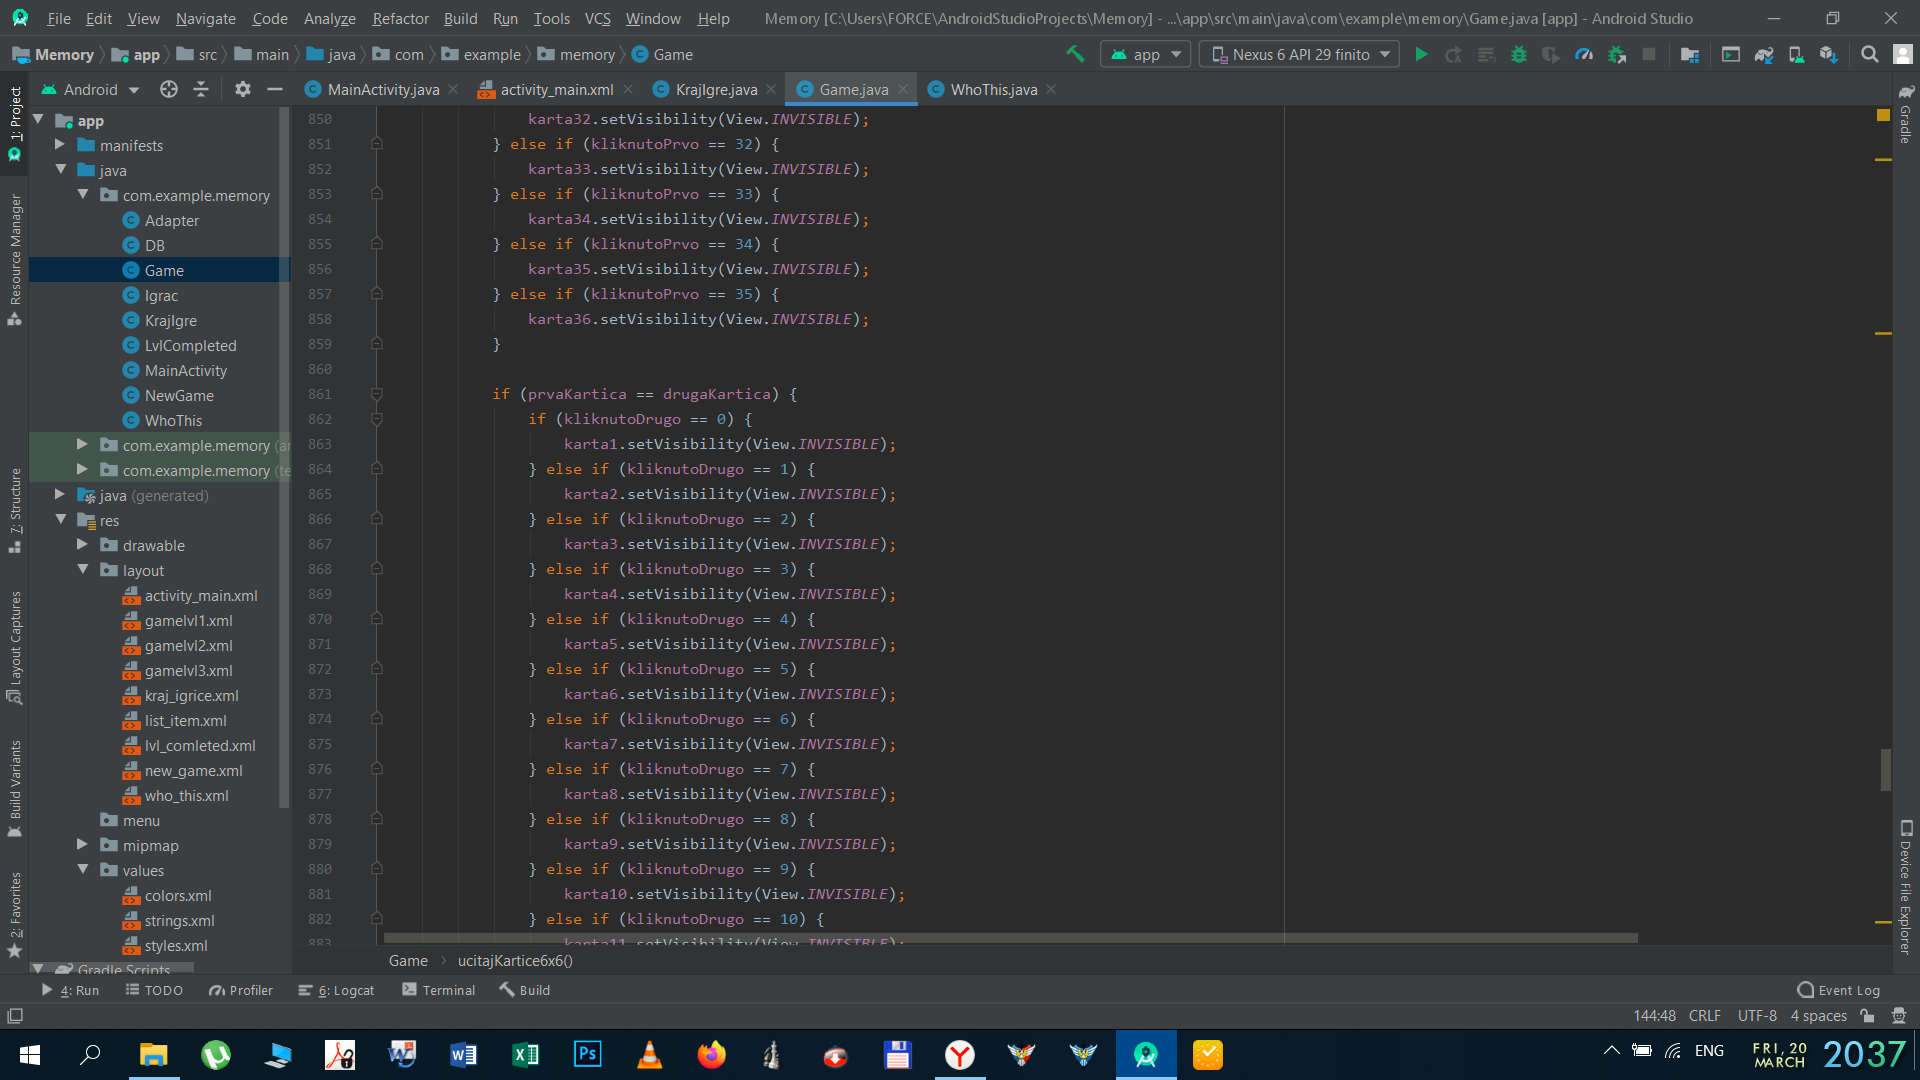 File Edit View Navigate Code Analyze Refactor Build Run Tools VCS Window Help Memory [C:\Users\FORCE\AndroidStudioProjects\Memory] - ...\app\src\main\java\com\example\memory\Game.java [app] - Android Studio
Memory app src main java com example memory Game app Nexus 6 API 29 finito
Android MainActivity.java activity_main.xml KrajIgre.java Game.java WhoThis.java
1: Project
Resource Manager
7: Structure
Layout Captures
Build Variants
2: Favorites
app
manifests
java
com.example.memory
Adapter
DB
Game
Igrac
KrajIgre
LvlCompleted
MainActivity
NewGame
WhoThis
com.example.memory (a
com.example.memory (te
java (generated)
res
drawable
layout
activity_main.xml
gamelvl1.xml
gamelvl2.xml
gamelvl3.xml
kraj_igrice.xml
list_item.xml
lvl_comleted.xml
new_game.xml
who_this.xml
menu
mipmap
values
colors.xml
strings.xml
styles.xml
Gradle Scripts
850 karta32.setVisibility(View.INVISIBLE);
851 } else if (kliknutoPrvo == 32) {
852 karta33.setVisibility(View.INVISIBLE);
853 } else if (kliknutoPrvo == 33) {
854 karta34.setVisibility(View.INVISIBLE);
855 } else if (kliknutoPrvo == 34) {
856 karta35.setVisibility(View.INVISIBLE);
857 } else if (kliknutoPrvo == 35) {
858 karta36.setVisibility(View.INVISIBLE);
859 }
860
861 if (prvaKartica == drugaKartica) {
862 if (kliknutoDrugo == 0) {
863 karta1.setVisibility(View.INVISIBLE);
864 } else if (kliknutoDrugo == 1) {
865 karta2.setVisibility(View.INVISIBLE);
866 } else if (kliknutoDrugo == 2) {
867 karta3.setVisibility(View.INVISIBLE);
868 } else if (kliknutoDrugo == 3) {
869 karta4.setVisibility(View.INVISIBLE);
870 } else if (kliknutoDrugo == 4) {
871 karta5.setVisibility(View.INVISIBLE);
872 } else if (kliknutoDrugo == 5) {
873 karta6.setVisibility(View.INVISIBLE);
874 } else if (kliknutoDrugo == 6) {
875 karta7.setVisibility(View.INVISIBLE);
876 } else if (kliknutoDrugo == 7) {
877 karta8.setVisibility(View.INVISIBLE);
878 } else if (kliknutoDrugo == 8) {
879 karta9.setVisibility(View.INVISIBLE);
880 } else if (kliknutoDrugo == 9) {
881 karta10.setVisibility(View.INVISIBLE);
882 } else if (kliknutoDrugo == 10) {
883 karta11.setVisibility(View.INVISIBLE);
Game ucitajKartice6x6()
Gradle
Device File Explorer
4: Run TODO Profiler 6: Logcat Terminal Build Event Log
144:48 CRLF UTF-8 4 spaces
ENG FRI, 20 MARCH 2037